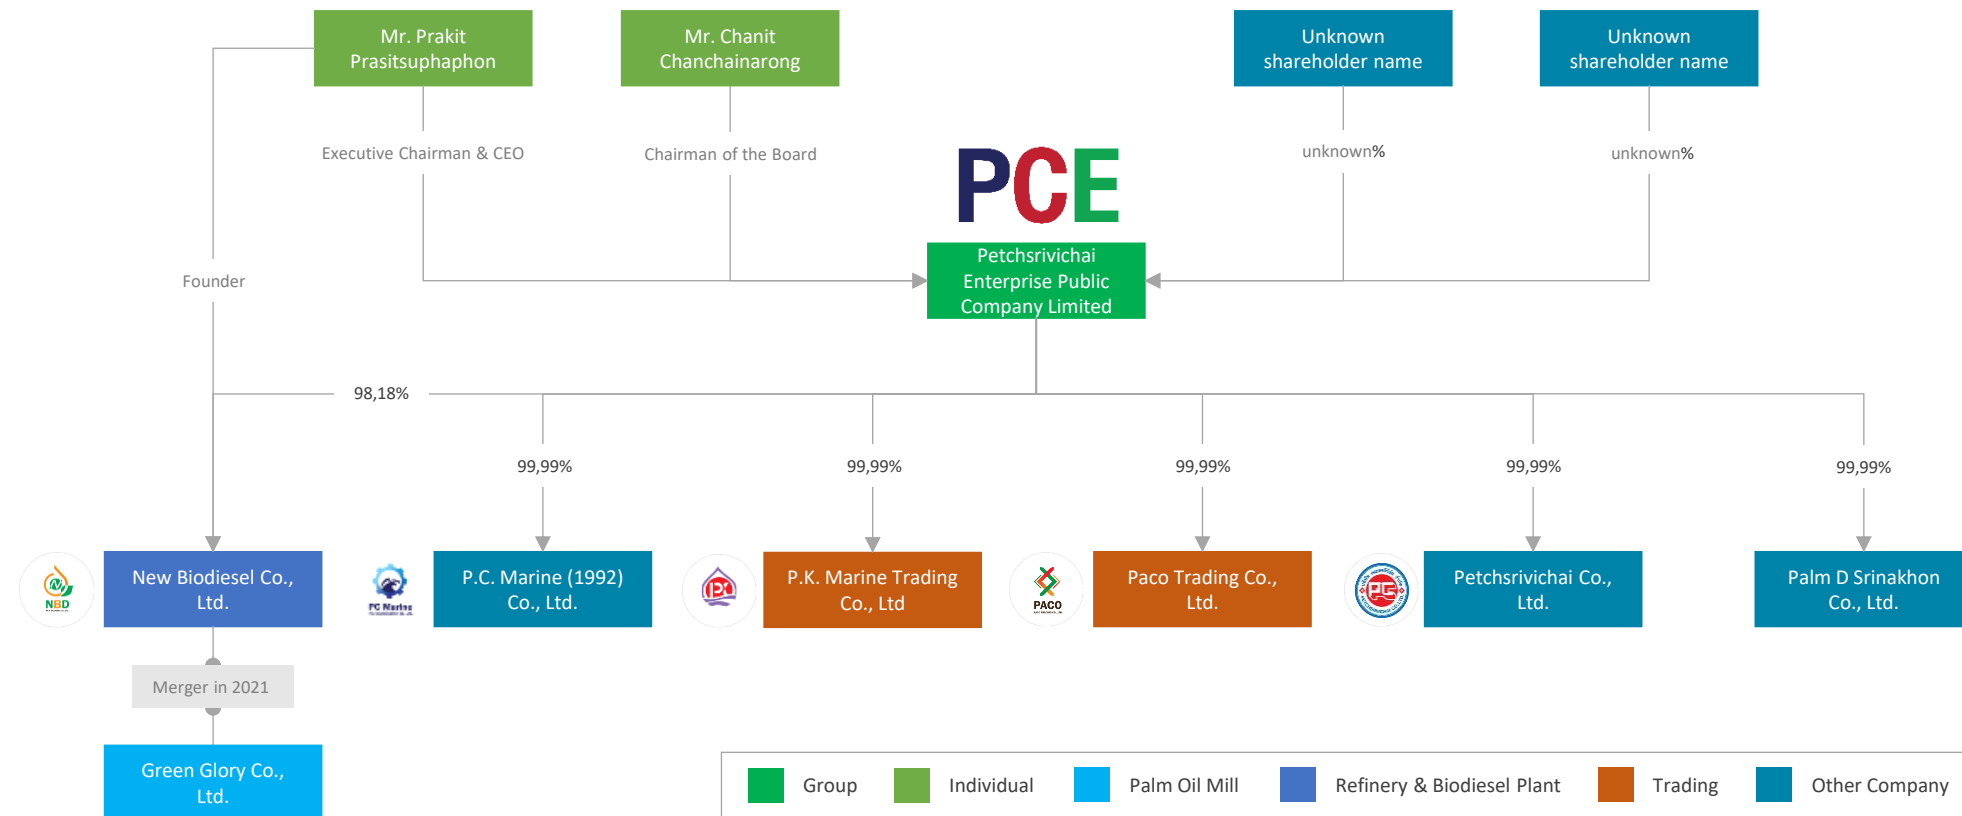 Mr. Prakit
Prasitsuphaphon
Mr. Chanit
Chanchainarong
Unknown
shareholder name
Unknown
shareholder name
Executive Chairman & CEO
Chairman of the Board
unknown%
unknown%
PCE
Petchsrivichai
Enterprise Public
Company Limited
Founder
98,18%
99,99%
99,99%
99,99%
99,99%
99,99%
NBD
New Biodiesel Co.,
Ltd.
PC Marine
P.C. Marine (1992)
Co., Ltd.
P.K. Marine Trading
Co., Ltd
PACO
Paco Trading Co.,
Ltd.
Petchsrivichai Co.,
Ltd.
Palm D Srinakhon
Co., Ltd.
Merger in 2021
Green Glory Co.,
Ltd.
Group
Individual
Palm Oil Mill
Refinery & Biodiesel Plant
Trading
Other Company